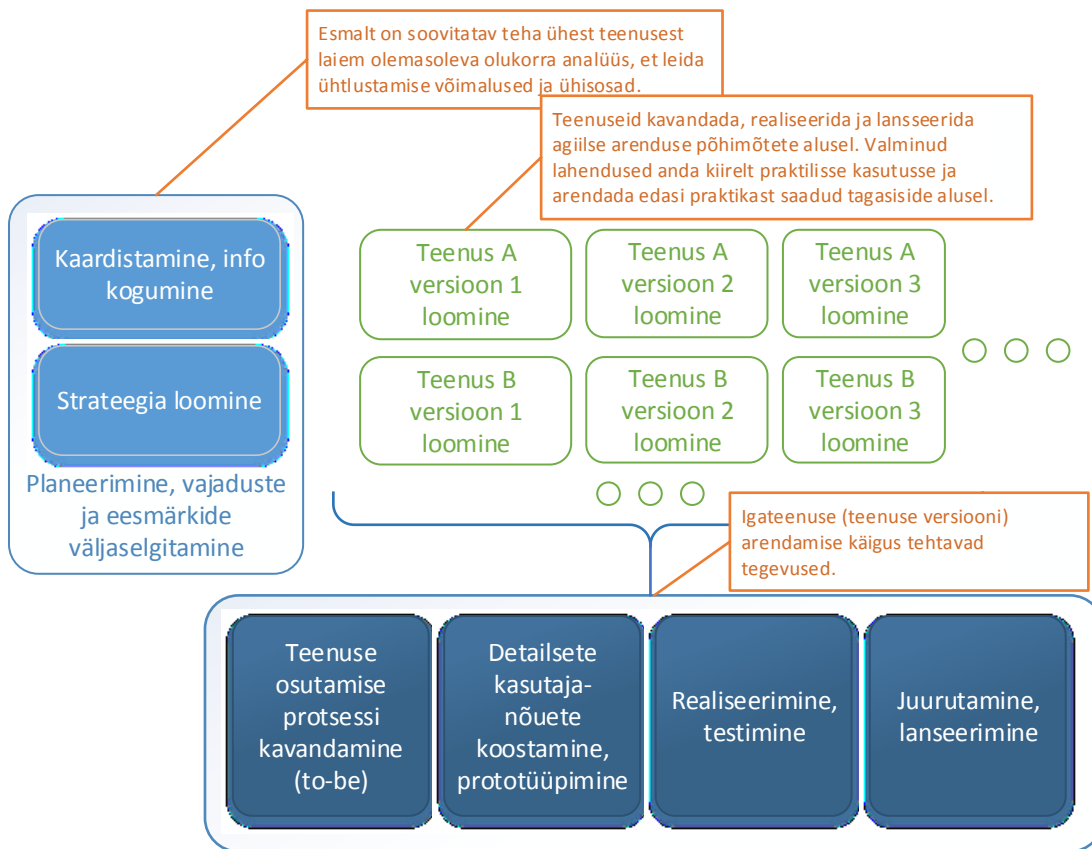 Esmalt on soovitatav teha ühest teenusest
laiem olemasoleva olukorra analüüs, et leida
ühtlustamise võimalused ja ühisosad.
Teenuseid kavandada, realiseerida ja lansseerida
agiilse arenduse põhimõtete alusel. Valminud
lahendused anda kiirelt praktilisse kasutusse ja
arendada edasi praktikast saadud tagasiside alusel.
Kaardistamine, info
kogumine
Strateegia loomine
Planeerimine, vajaduste
ja eesmärkide
väljaselgitamine
Teenus A
versioon 1
loomine
Teenus A
versioon 2
loomine
Teenus A
versioon 3
loomine
Teenus B
versioon 1
loomine
Teenus B
versioon 2
loomine
Teenus B
versioon 3
loomine
Igateenuse (teenuse versiooni)
arendamise käigus tehtavad
tegevused.
Teenuse
osutamise
protsessi
kavandamine
(to-be)
Detailsete
kasutaja-
nõuete
koostamine,
prototüüpimine
Realiseerimine,
testimine
Juurutamine,
lanseerimine